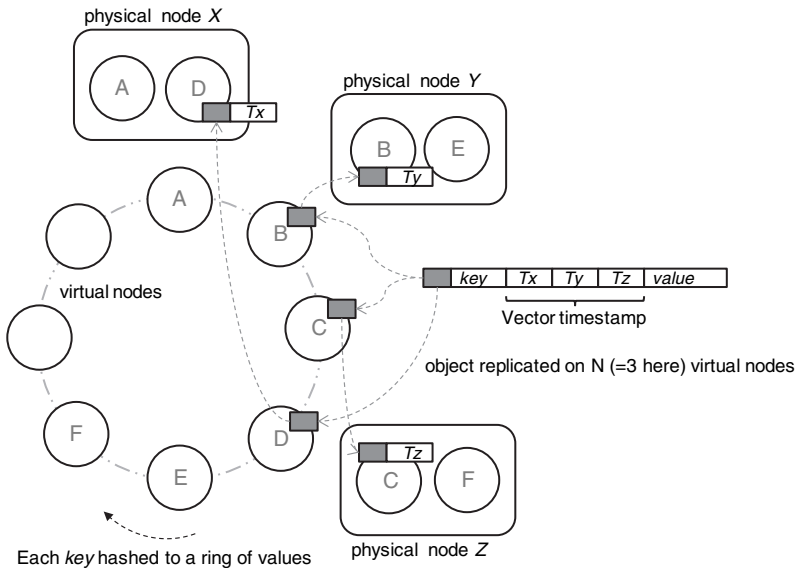 physical node X
A
D
Tx
physical node Y
B
E
Ty
A
B
virtual nodes
C
key Tx Ty Tz value
Vector timestamp
object replicated on N (=3 here) virtual nodes
F
D
E
Tz
C
F
physical node Z
Each key hashed to a ring of values